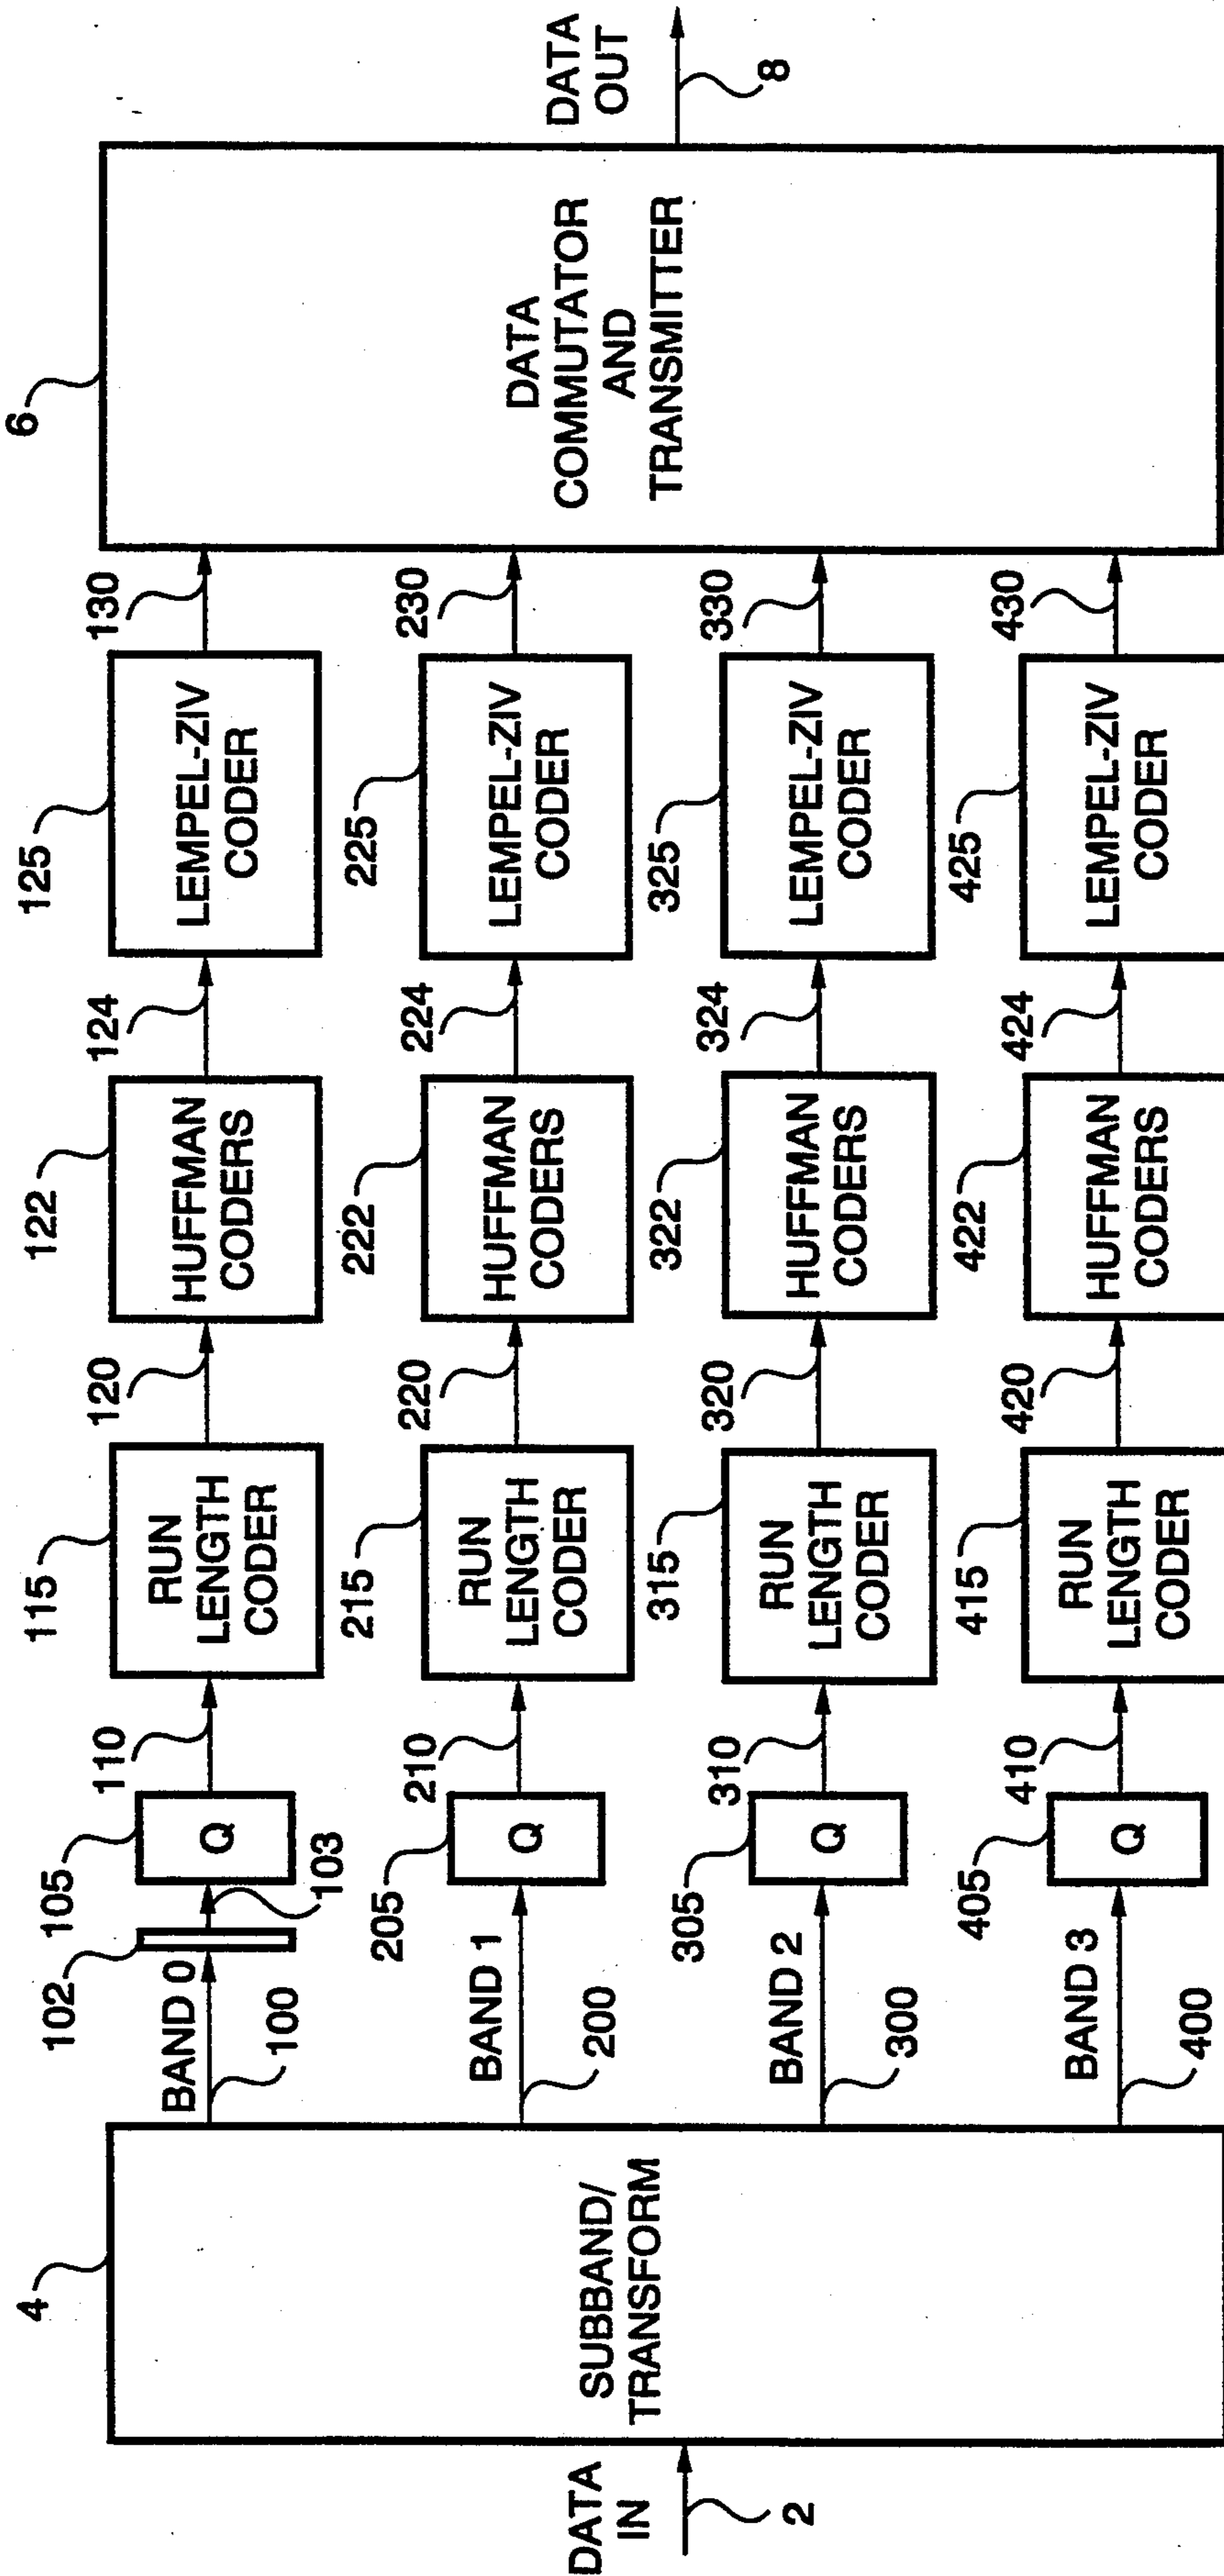 DATA
IN
2
4
SUBBAND/
TRANSFORM
BAND 0
100
102
103
105
Q
110
115
RUN
LENGTH
CODER
120
122
HUFFMAN
CODERS
124
125
LEMPEL-ZIV
CODER
130
BAND 1
200
205
Q
210
215
RUN
LENGTH
CODER
220
222
HUFFMAN
CODERS
224
225
LEMPEL-ZIV
CODER
230
BAND 2
300
305
Q
310
315
RUN
LENGTH
CODER
320
322
HUFFMAN
CODERS
324
325
LEMPEL-ZIV
CODER
330
BAND 3
400
405
Q
410
415
RUN
LENGTH
CODER
420
422
HUFFMAN
CODERS
424
425
LEMPEL-ZIV
CODER
430
6
DATA
COMMUTATOR
AND
TRANSMITTER
DATA
OUT
8